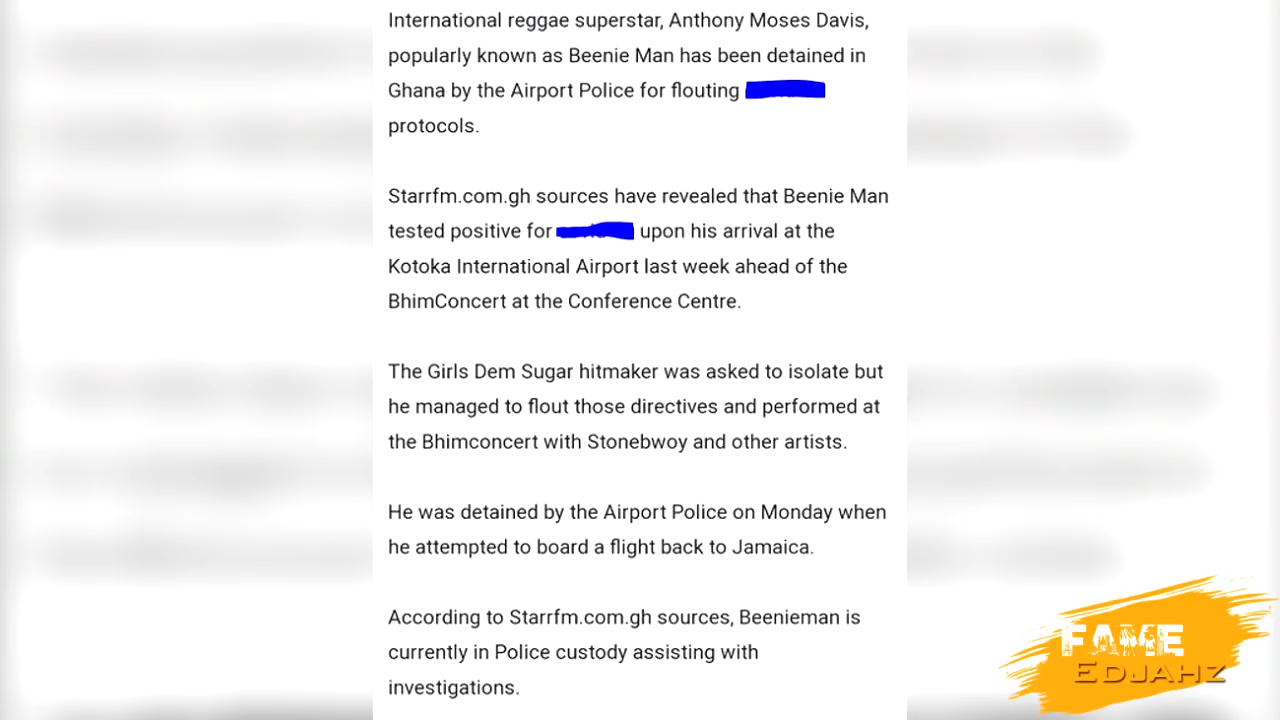 International reggae superstar, Anthony Moses Davis,
popularly known as Beenie Man has been detained in
Ghana by the Airport Police for flouting
protocols.
Starrfm.com.gh sources have revealed that Beenie Man
tested positive for upon his arrival at the
Kotoka International Airport last week ahead of the
BhimConcert at the Conference Centre.
The Girls Dem Sugar hitmaker was asked to isolate but
he managed to flout those directives and performed at
the Bhimconcert with Stonebwoy and other artists.
He was detained by the Airport Police on Monday when
he attempted to board a flight back to Jamaica.
According to Starrfm.com.gh sources, Beenieman is
currently in Police custody assisting with
investigations.
FAME
EDJAHZ